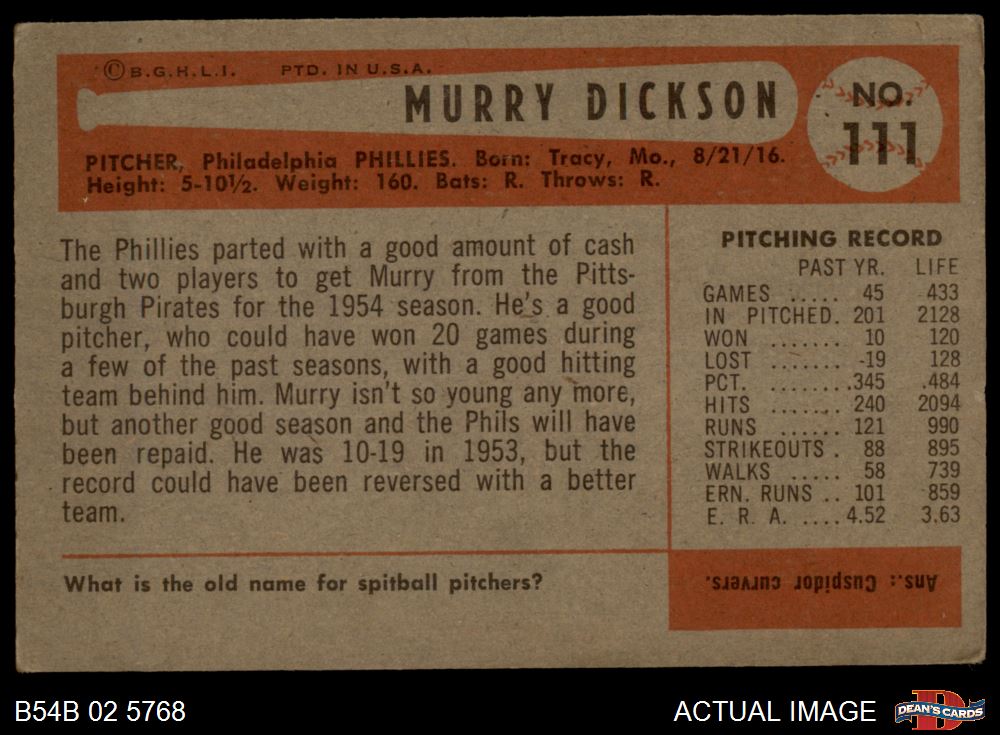 © B.G.H.L.I. PTD. IN U.S.A.
MURRY DICKSON
NO.
111
PITCHER, Philadelphia PHILLIES. Born: Tracy, Mo., 8/21/16.
Height: 5-10½. Weight: 160. Bats: R. Throws: R.
The Phillies parted with a good amount of cash
and two players to get Murry from the Pitts-
burgh Pirates for the 1954 season. He's a good
pitcher, who could have won 20 games during
a few of the past seasons, with a good hitting
team behind him. Murry isn't so young any more,
but another good season and the Phils will have
been repaid. He was 10-19 in 1953, but the
record could have been reversed with a better
team.
PITCHING RECORD
PAST YR. LIFE
GAMES ..... 45 433
IN PITCHED. 201 2128
WON ....... 10 120
LOST ....... 19 128
PCT. ........ .345 .484
HITS ....... 240 2094
RUNS ...... 121 990
STRIKEOUTS . 88 895
WALKS ..... 58 739
ERN. RUNS .. 101 859
E. R. A. .... 4.52 3.63
What is the old name for spitball pitchers?
Ans.: Cuspidor curvers.
B54B 02 5768
ACTUAL IMAGE
DEAN'S CARDS